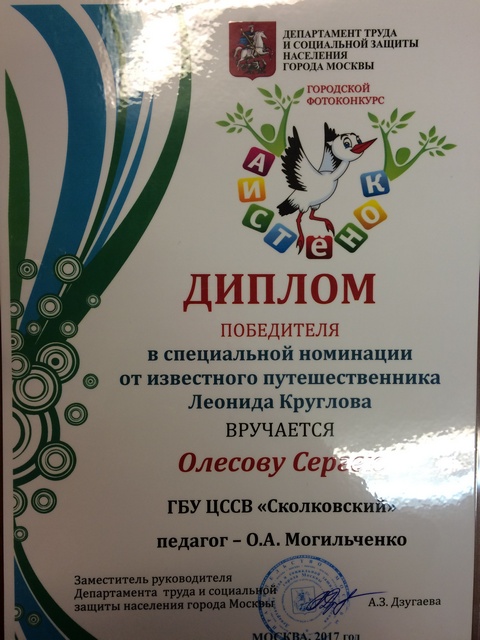 ДЕПАРТАМЕНТ ТРУДА
И СОЦИАЛЬНОЙ ЗАЩИТЫ
НАСЕЛЕНИЯ
ГОРОДА МОСКВЫ
ГОРОДСКОЙ
ФОТОКОНКУРС
АИСТеНОК
ДИПЛОМ
ПОБЕДИТЕЛЯ
в специальной номинации
от известного путешественника
Леонида Круглова
ВРУЧАЕТСЯ
Олесову
ГБУ ЦССВ «Сколковский»
педагог – О.А. Могильченко
Заместитель руководителя
Департамента труда и социальной
защиты населения города Москвы
А.З. Дзугаева
МОСКВА, 2017 год